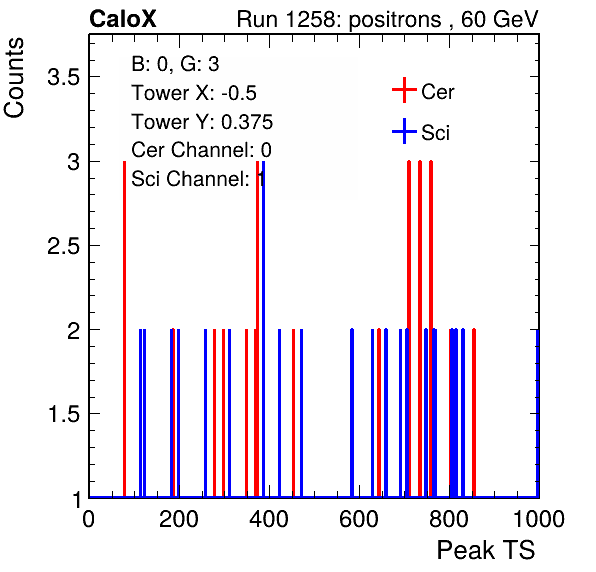 CaloX Run 1258: positrons , 60 GeV
Counts
B: 0, G: 3
Tower X: -0.5
Tower Y: 0.375
Cer Channel: 0
Sci Channel: 1
Cer
Sci
3.5
3
2.5
2
1.5
1
0 200 400 600 800 1000
Peak TS